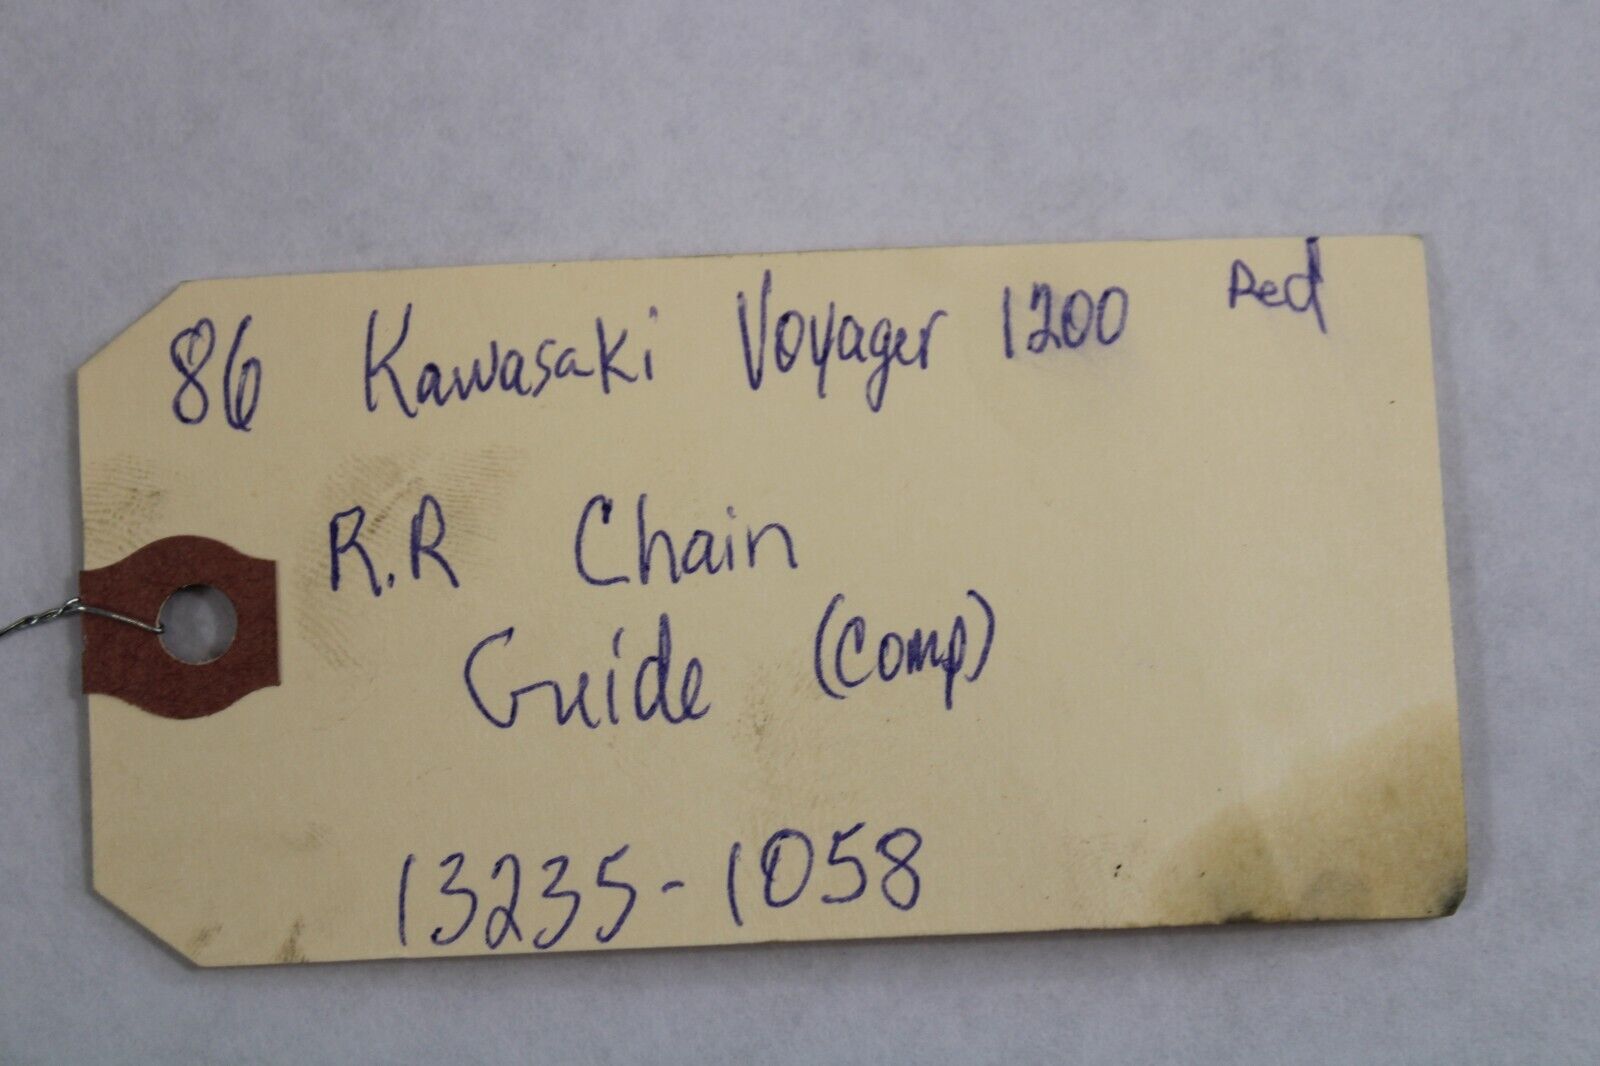 86 Kawasaki Voyager 1200 Red
R.R Chain
Guide (comp)
13235-1058